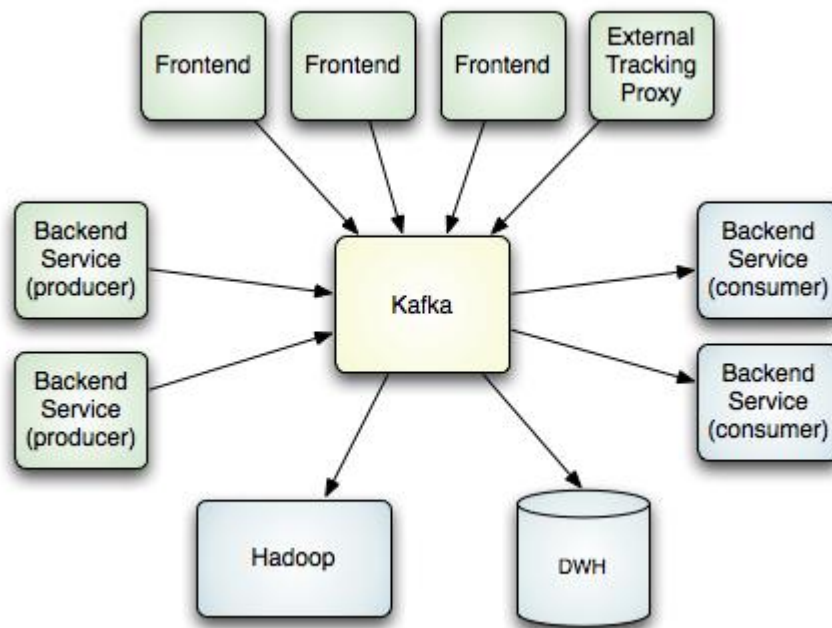 Frontend
Frontend
Frontend
External
Tracking
Proxy
Backend
Service
(producer)
Kafka
Backend
Service
(consumer)
Backend
Service
(producer)
Backend
Service
(consumer)
Hadoop
DWH